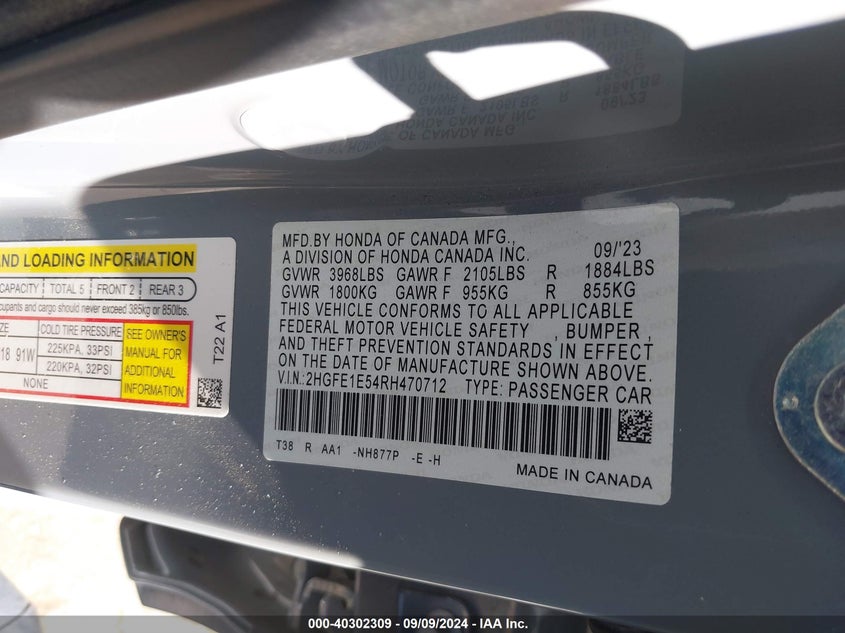 AND LOADING INFORMATION
CAPACITY TOTAL 5 FRONT 2 REAR 3
cupants and cargo should never exceed 385kg or 850lbs.
ZE COLD TIRE PRESSURE
18 91W 225KPA, 33PSI
220KPA, 32PSI
NONE
SEE OWNER'S
MANUAL FOR
ADDITIONAL
INFORMATION
T22 A1
MFD.BY HONDA OF CANADA MFG.,
A DIVISION OF HONDA CANADA INC. 09/'23
GVWR 3968LBS GAWR F 2105LBS R 1884LBS
GVWR 1800KG GAWR F 955KG R 855KG
THIS VEHICLE CONFORMS TO ALL APPLICABLE
FEDERAL MOTOR VEHICLE SAFETY , BUMPER ,
AND THEFT PREVENTION STANDARDS IN EFFECT
ON THE DATE OF MANUFACTURE SHOWN ABOVE.
V.I.N.:2HGFE1E54RH470712 TYPE: PASSENGER CAR
T38 R AA1 -NH877P -E -H
MADE IN CANADA
000-40302309 - 09/09/2024 - IAA Inc.